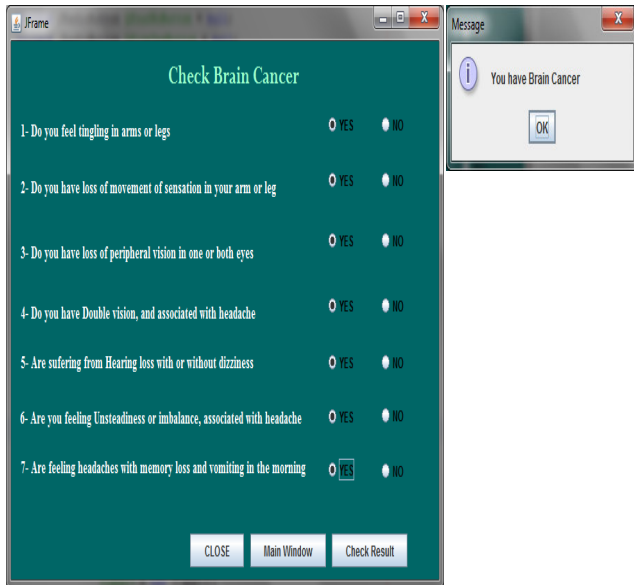 JFrame
Check Brain Cancer
1- Do you feel tingling in arms or legs YES NO
2- Do you have loss of movement of sensation in your arm or leg YES NO
3- Do you have loss of peripheral vision in one or both eyes YES NO
4- Do you have Double vision, and associated with headache YES NO
5- Are sufering from Hearing loss with or without dizziness YES NO
6- Are you feeling Unsteadiness or imbalance, associated with headache YES NO
7- Are feeling headaches with memory loss and vomiting in the morning YES NO
CLOSE Main Window Check Result
Message
You have Brain Cancer
OK